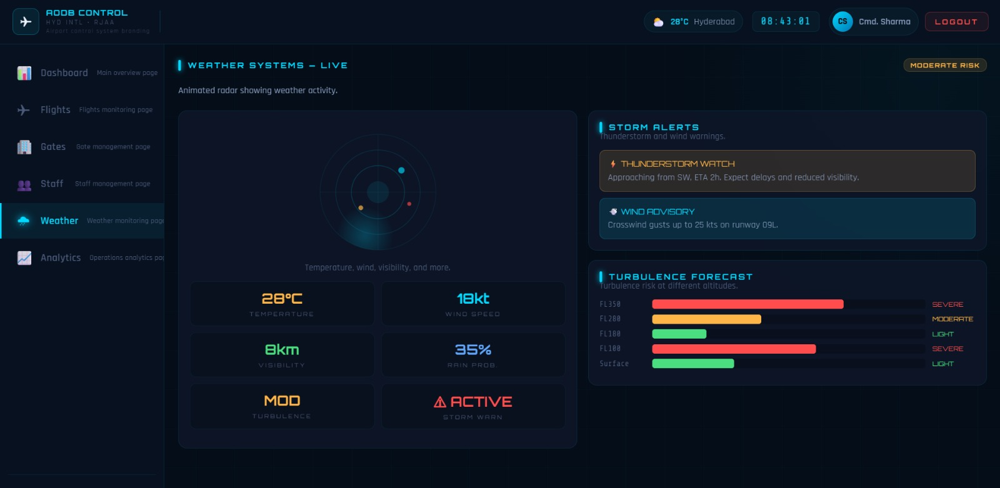 AODB CONTROL
HYD INTL - RJAA
Airport control system branding
28°C Hyderabad
08:43:01
CS
Cmd. Sharma
LOGOUT
Dashboard Main overview page
Flights Flights monitoring page
Gates Gate management page
Staff Staff management page
Weather Weather monitoring page
Analytics Operations analytics pag
WEATHER SYSTEMS – LIVE
MODERATE RISK
Animated radar showing weather activity.
Temperature, wind, visibility, and more.
28°C
TEMPERATURE
18kt
WIND SPEED
8km
VISIBILITY
35%
RAIN PROB.
MOD
TURBULENCE
⚠ ACTIVE
STORM WARN
STORM ALERTS
Thunderstorm and wind warnings.
THUNDERSTORM WATCH
Approaching from SW, ETA 2h. Expect delays and reduced visibility.
WIND ADVISORY
Crosswind gusts up to 25 kts on runway 09L.
TURBULENCE FORECAST
Turbulence risk at different altitudes.
FL350 SEVERE
FL280 MODERATE
FL180 LIGHT
FL100 SEVERE
Surface LIGHT